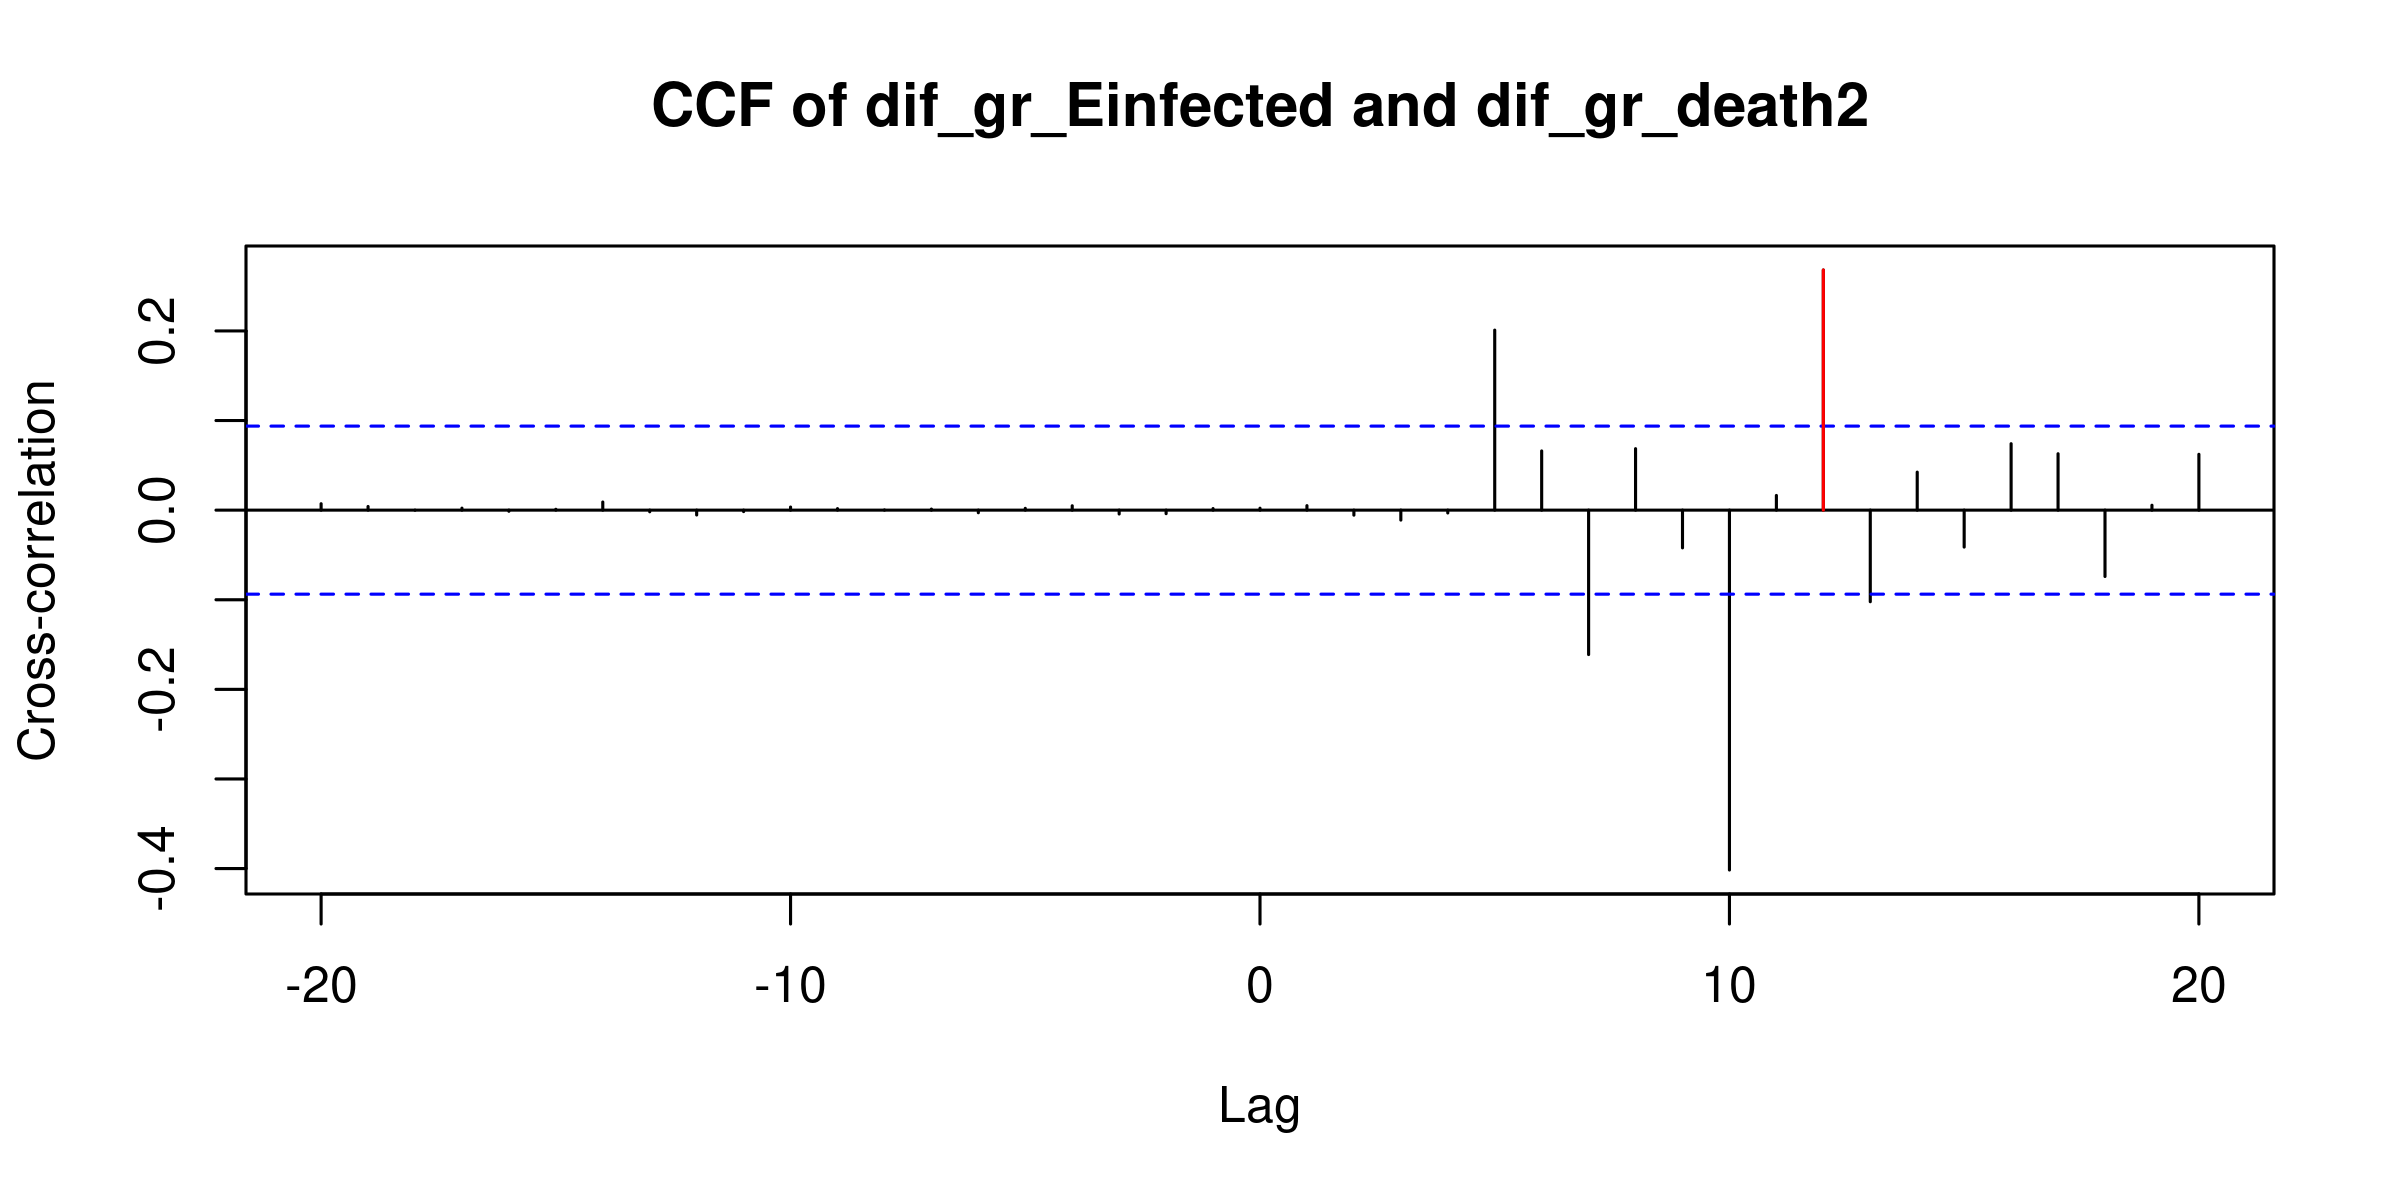 CCF of dif_gr_Einfected and dif_gr_death2
Cross-correlation
0.2
0.0
-0.2
-0.4
-20 -10 0 10 20
Lag